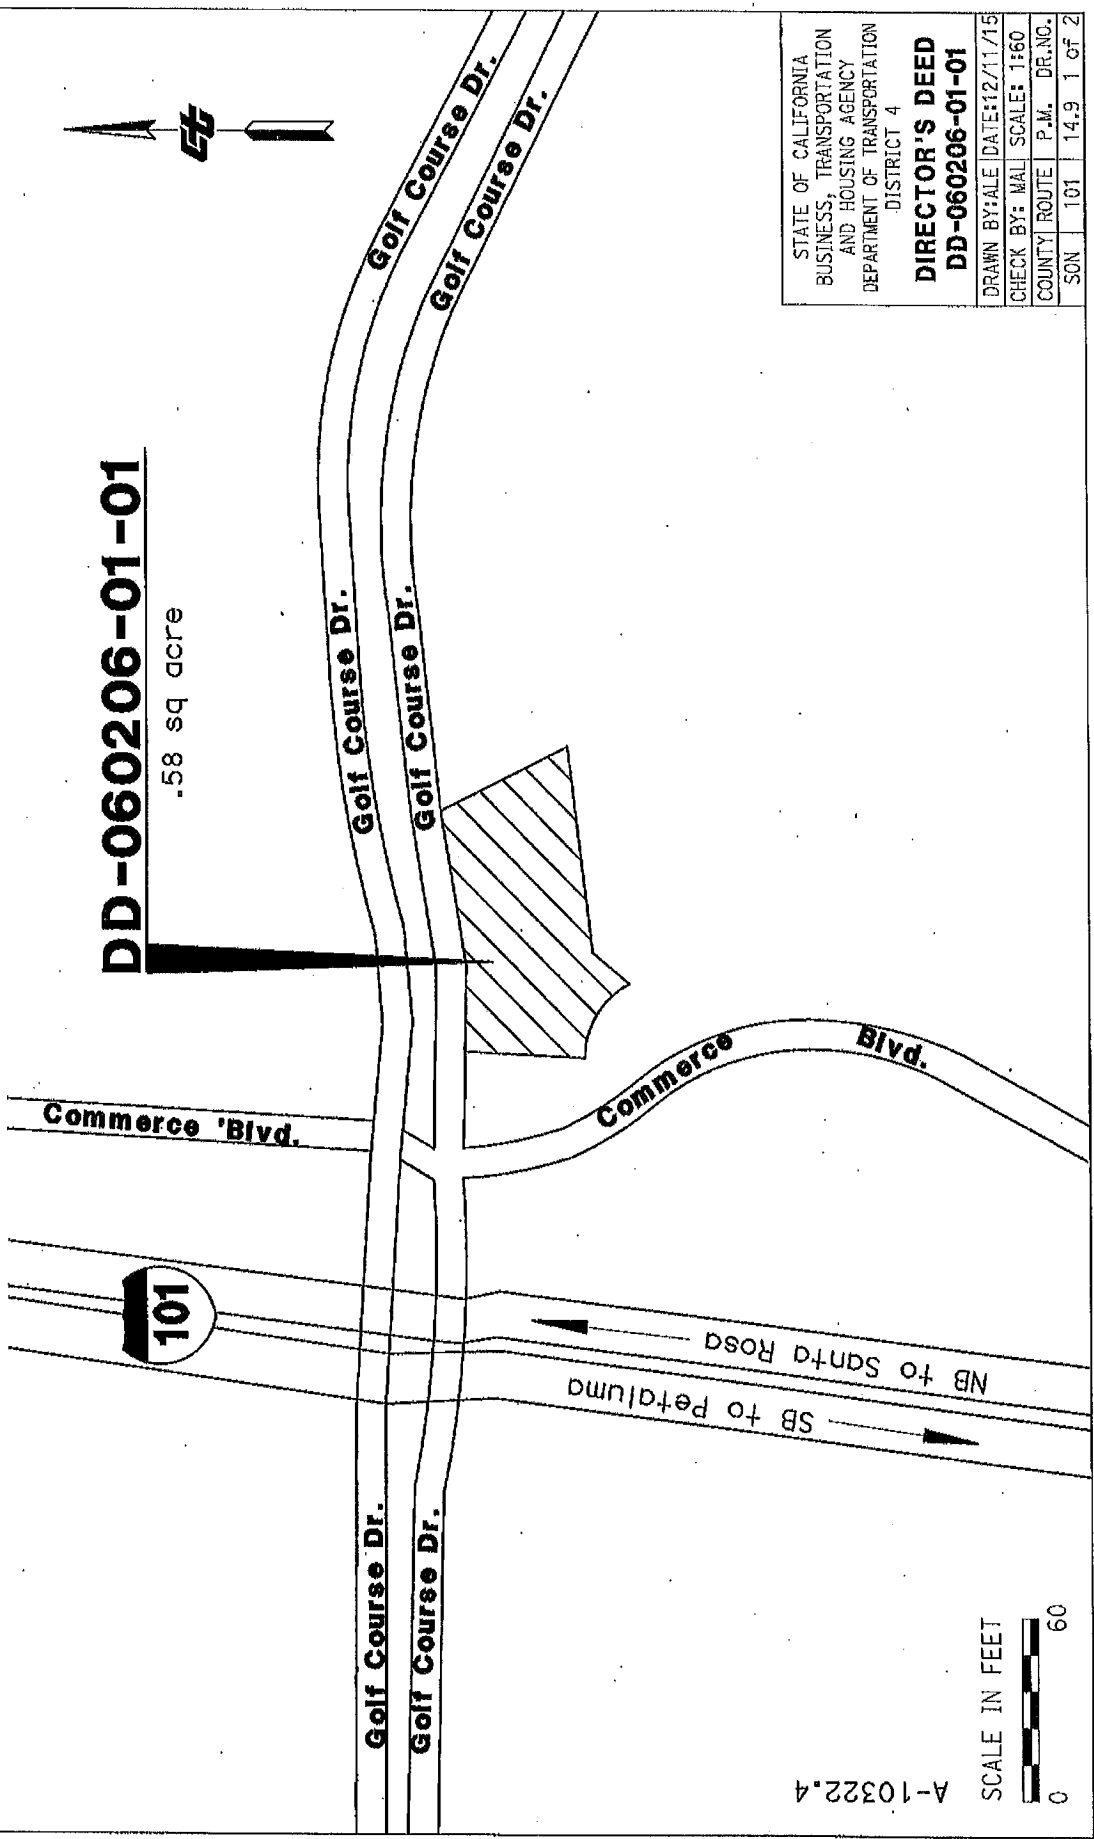 DD-060206-01-01
.58 sq acre
Golf Course Dr.
Golf Course Dr.
Golf Course Dr.
Golf Course Dr.
Golf Course Dr.
Golf Course Dr.
Commerce 'Blvd.
Commerce Blvd.
101
NB to Santa Rosa
SB to Petaluma
A-10322.4
SCALE IN FEET
0 60
STATE OF CALIFORNIA
BUSINESS, TRANSPORTATION
AND HOUSING AGENCY
DEPARTMENT OF TRANSPORTATION
DISTRICT 4
DIRECTOR'S DEED
DD-060206-01-01
DRAWN BY:ALE DATE:12/11/15
CHECK BY: MAL SCALE: 1:60
COUNTY ROUTE P.M. DR.NO.
SON 101 14.9 1 of 2